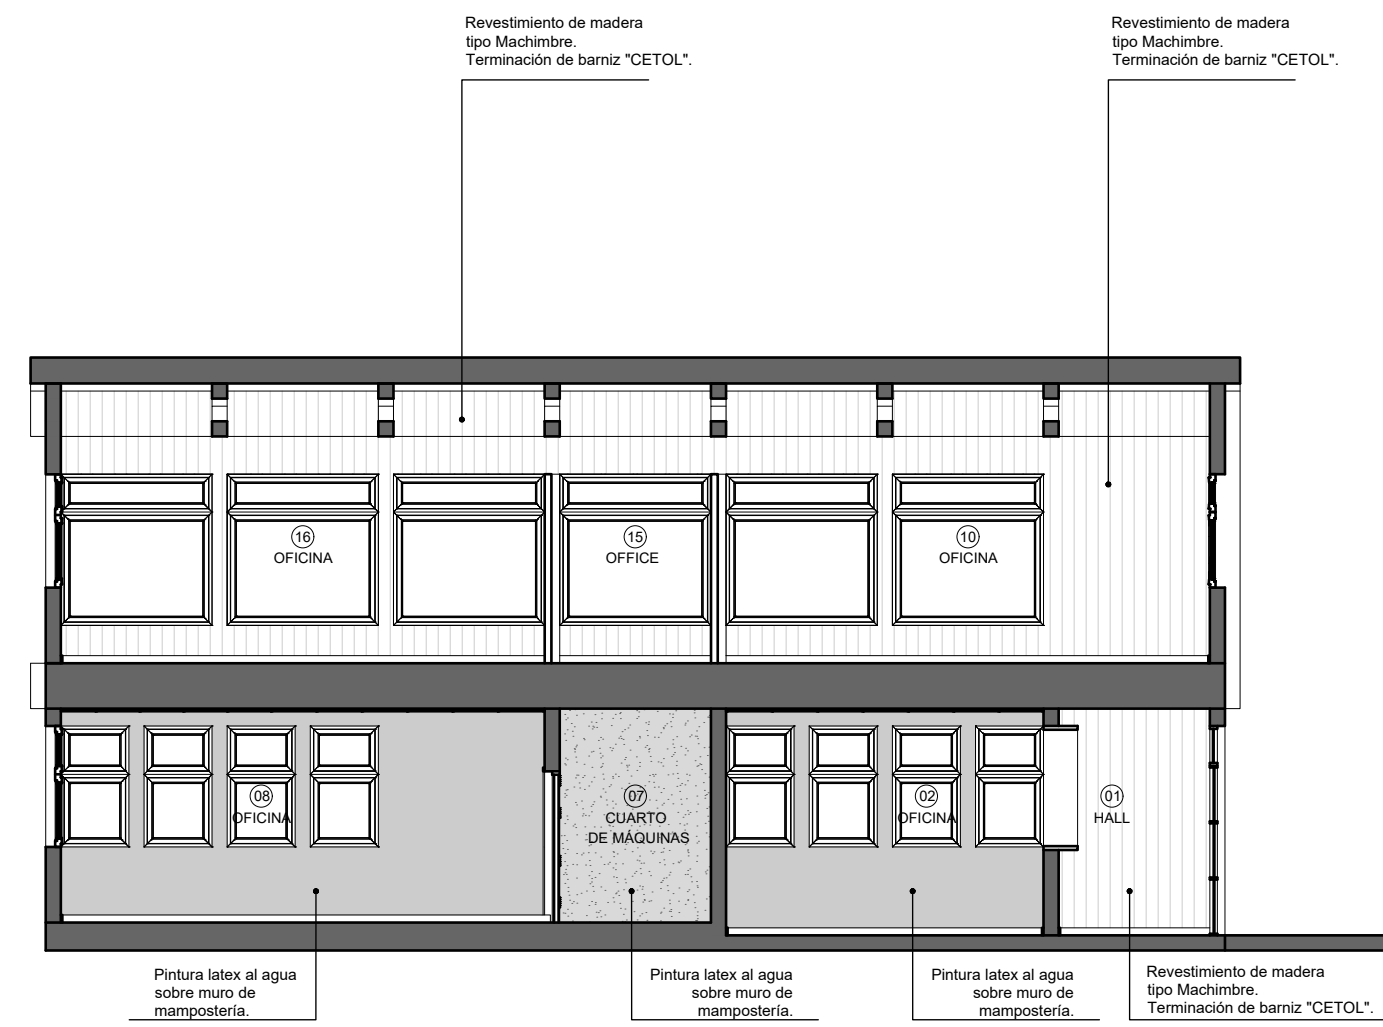 Revestimiento de madera
tipo Machimbre.
Terminación de barniz "CETOL".
Revestimiento de madera
tipo Machimbre.
Terminación de barniz "CETOL".
16
OFICINA
15
OFFICE
10
OFICINA
08
OFICINA
07
CUARTO
DE MÁQUINAS
02
OFICINA
01
HALL
Pintura latex al agua
sobre muro de
mampostería.
Pintura latex al agua
sobre muro de
mampostería.
Pintura latex al agua
sobre muro de
mampostería.
Revestimiento de madera
tipo Machimbre.
Terminación de barniz "CETOL".